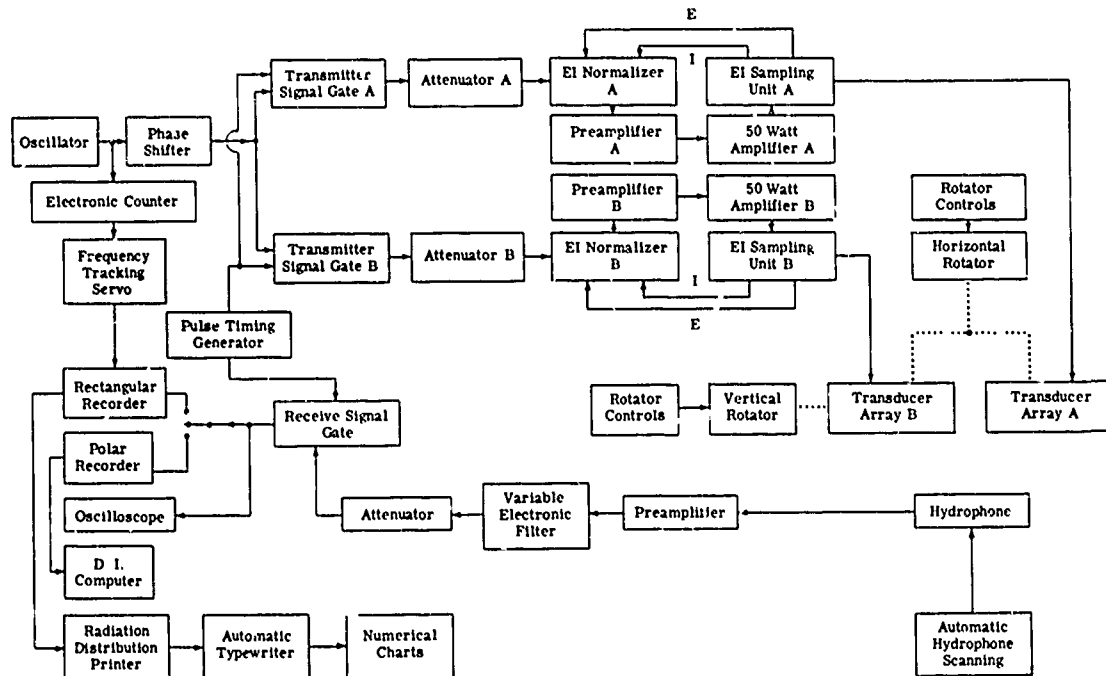 E
Transmitter
Signal Gate A
Attenuator A
EI Normalizer
A
I
EI Sampling
Unit A
Oscillator
Phase
Shifter
Preamplifier
A
50 Watt
Amplifier A
Electronic Counter
Preamplifier
B
50 Watt
Amplifier B
Rotator
Controls
Frequency
Tracking
Servo
Transmitter
Signal Gate B
Attenuator B
EI Normalizer
B
EI Sampling
Unit B
Horizontal
Rotator
I
E
Pulse Timing
Generator
Rectangular
Recorder
Receive Signal
Gate
Rotator
Controls
Vertical
Rotator
Transducer
Array B
Transducer
Array A
Polar
Recorder
Oscilloscope
Attenuator
Variable
Electronic
Filter
Preamplifier
Hydrophone
D I.
Computer
Radiation
Distribution
Printer
Automatic
Typewriter
Numerical
Charts
Automatic
Hydrophone
Scanning